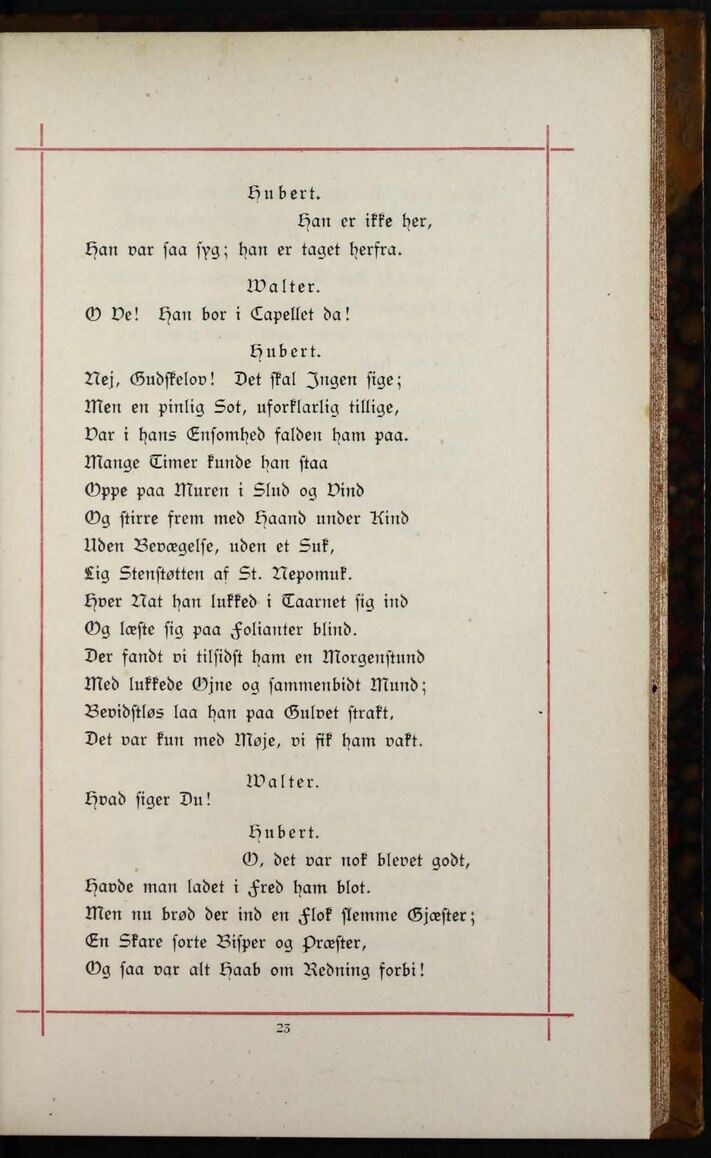 Hubert.
Han er ikke her,
Han var saa syg; han er taget herfra.
Walter.
O Ve! Han bor i Capellet da!
Hubert.
Nej, Gudskelov! Det skal Ingen sige;
Men en pinlig Sot, uforklarlig tillige,
Var i hans Ensomhed falden ham paa.
Mange Timer kunde han staa
Oppe paa Muren i Slud og Vind
Og stirre frem med Haand under Kind
Uden Bevægelse, uden et Suk,
Lig Stenstøtten af St. Nepomuk.
Hver Nat han lukked i Taarnet sig ind
Og læste sig paa Folianter blind.
Der fandt vi tilsidst ham en Morgenstund
Med lukkede Øjne og sammenbidt Mund;
Bevidstløs laa han paa Gulvet strakt,
Det var kun med Møje, vi fik ham vakt.
Walter.
Hvad siger Du!
Hubert.
O, det var nok blevet godt,
Havde man ladet i Fred ham blot.
Men nu brød der ind en Flok slemme Gjæster;
En Skare sorte Bisper og Præster,
Og saa var alt Haab om Redning forbi!
23